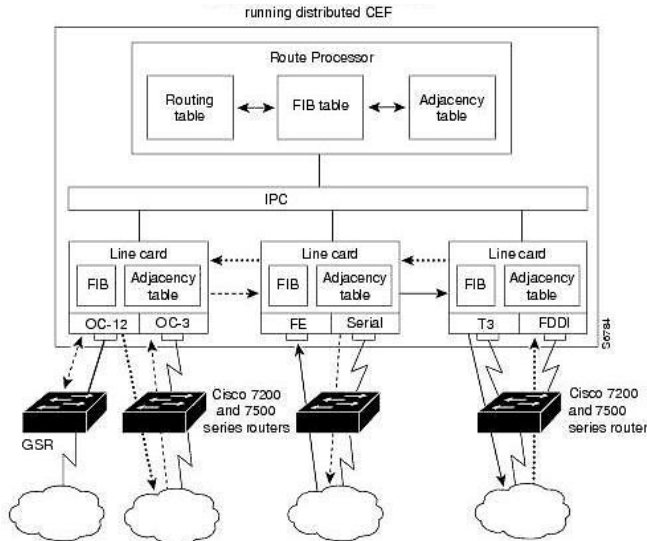 running distributed CEF
Route Processor
Routing
table
FIB table
Adjacency
table
IPC
Line card
FIB
Adjacency
table
OC-12
OC-3
Line card
FIB
Adjacency
table
FE
Serial
Line card
FIB
Adjacency
table
T3
FDDI
S6784
GSR
Cisco 7200
and 7500
series routers
Cisco 7200
and 7500
series router